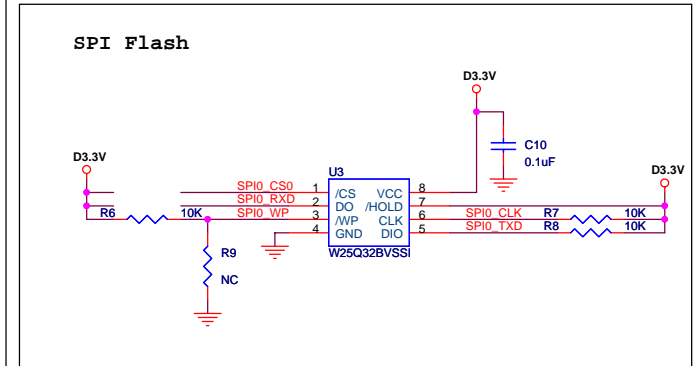 SPI Flash
D3.3V
C10
0.1uF
D3.3V
D3.3V
U3
SPI0_CS0 1 /CS VCC 8
SPI0_RXD 2 DO /HOLD 7
R6 10K SPI0_WP 3 /WP CLK 6 SPI0_CLK R7 10K
4 GND DIO 5 SPI0_TXD R8 10K
W25Q32BVSSI
R9
NC